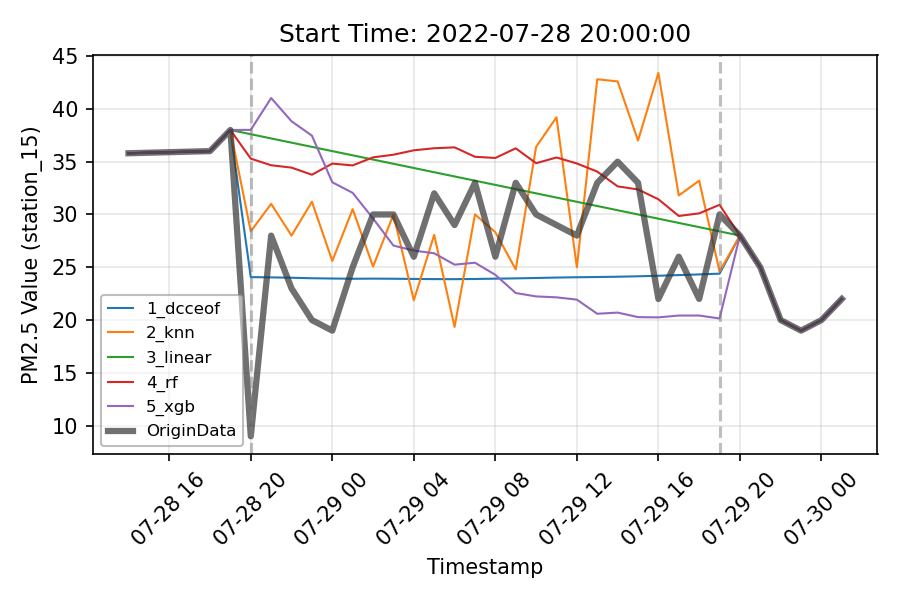 Start Time: 2022-07-28 20:00:00
PM2.5 Value (station_15)
45
40
35
30
25
20
15
10
1_dcceof
2_knn
3_linear
4_rf
5_xgb
OriginData
07-28 16
07-28 20
07-29 00
07-29 04
07-29 08
07-29 12
07-29 16
07-29 20
07-30 00
Timestamp